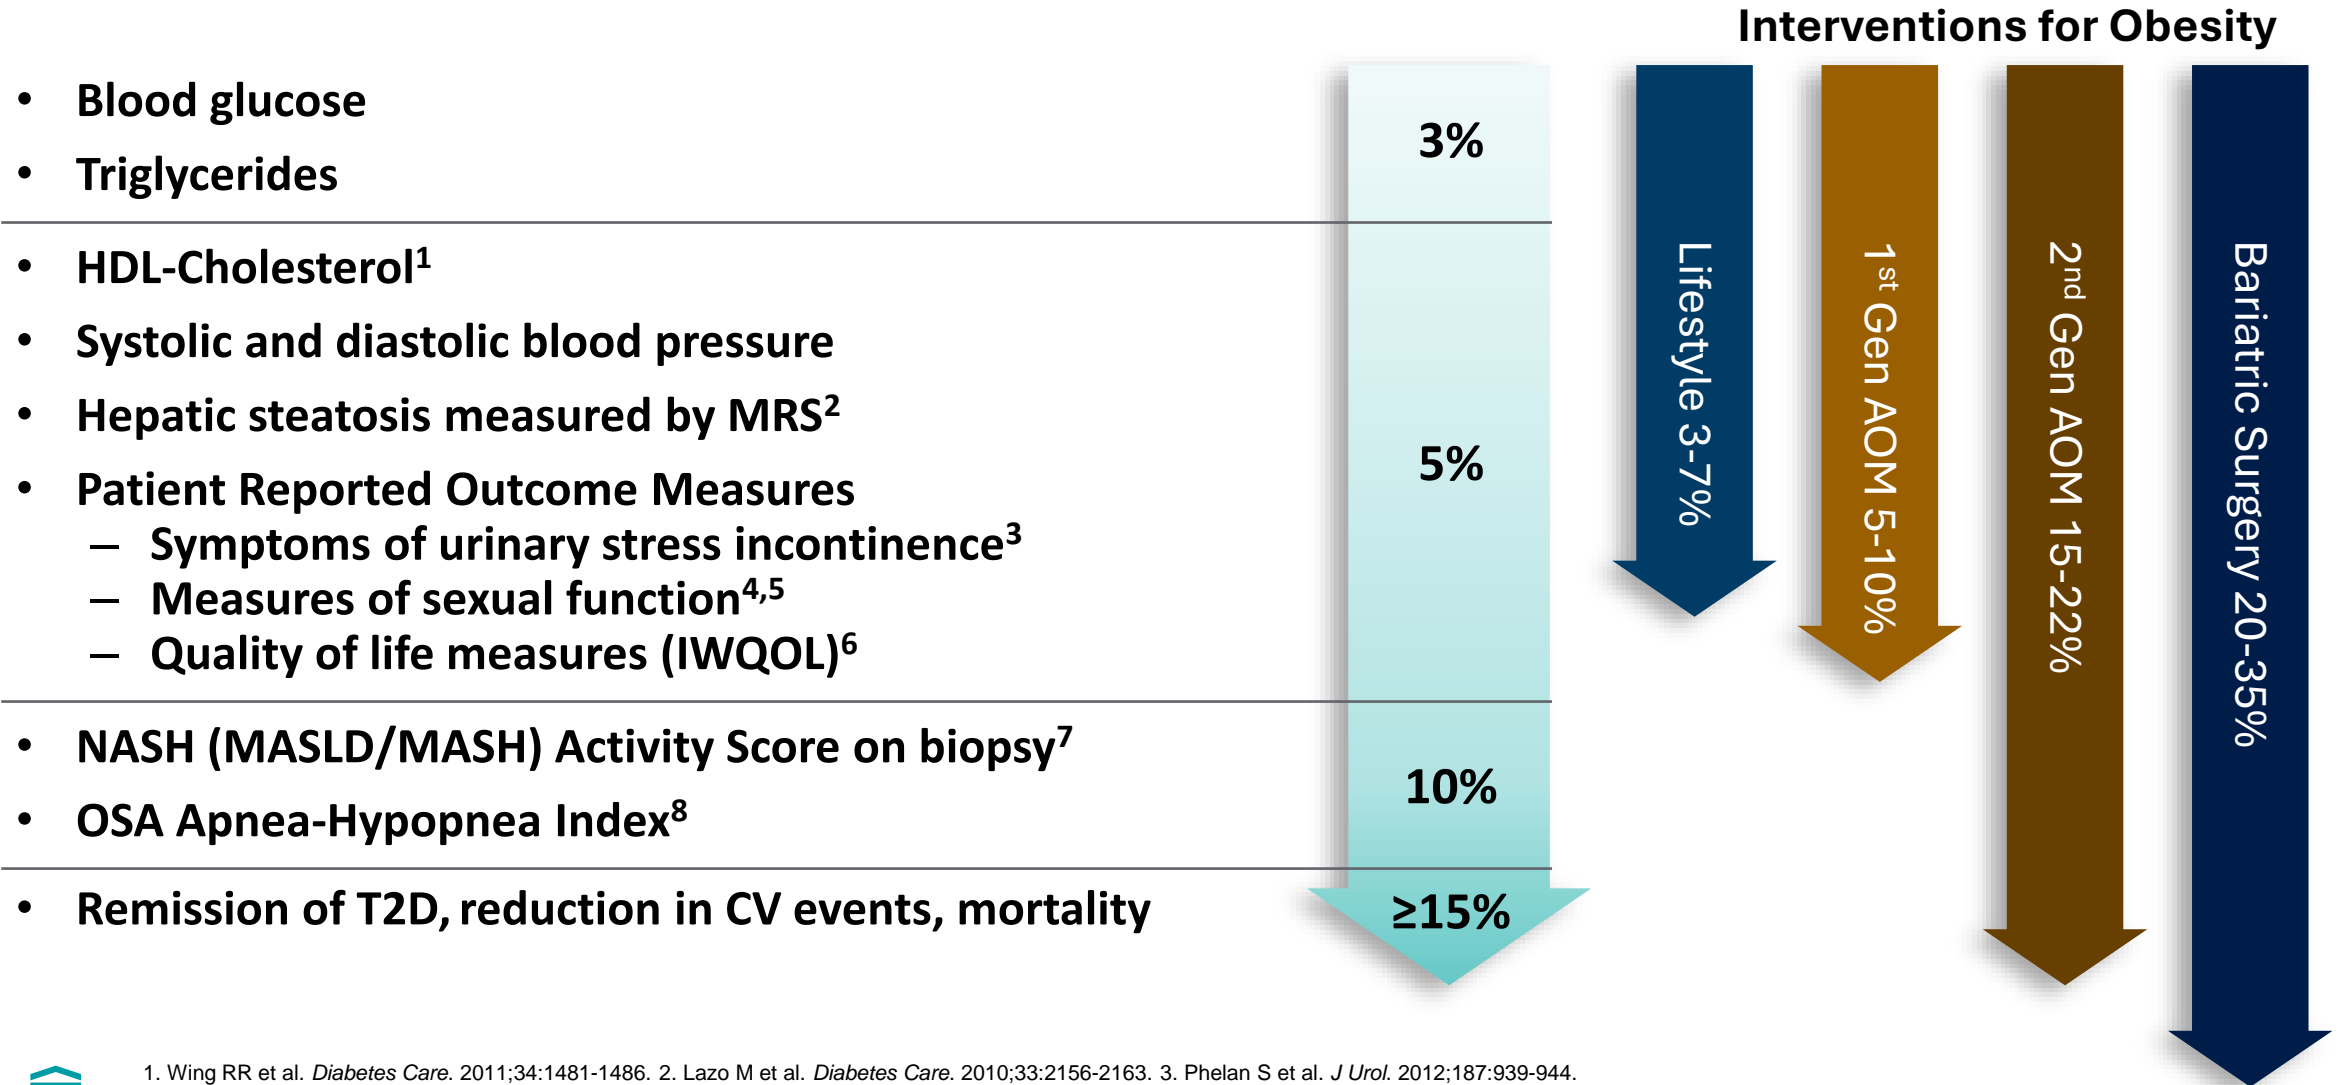 Interventions for Obesity
• Blood glucose
• Triglycerides
3%
• HDL-Cholesterol1
• Systolic and diastolic blood pressure
• Hepatic steatosis measured by MRS2
• Patient Reported Outcome Measures
– Symptoms of urinary stress incontinence3
– Measures of sexual function4,5
– Quality of life measures (IWQOL)6
5%
• NASH (MASLD/MASH) Activity Score on biopsy7
• OSA Apnea-Hypopnea Index8
10%
• Remission of T2D, reduction in CV events, mortality
≥15%
Lifestyle 3-7%
1st Gen AOM 5-10%
2nd Gen AOM 15-22%
Bariatric Surgery 20-35%
1. Wing RR et al. Diabetes Care. 2011;34:1481-1486. 2. Lazo M et al. Diabetes Care. 2010;33:2156-2163. 3. Phelan S et al. J Urol. 2012;187:939-944.